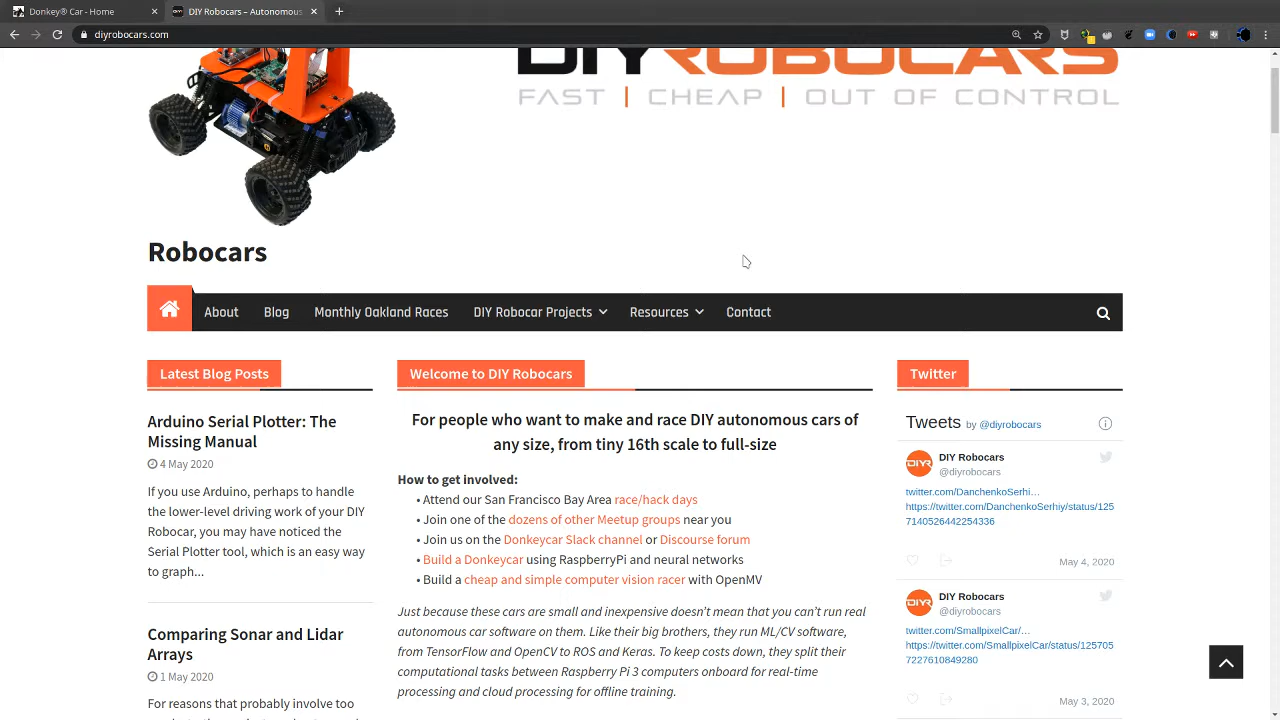 Donkey® Car - Home
DIY Robocars – Autonomous
diyrobocars.com
DIYROBOCARS
FAST | CHEAP | OUT OF CONTROL
Robocars
About
Blog
Monthly Oakland Races
DIY Robocar Projects
Resources
Contact
Latest Blog Posts
Arduino Serial Plotter: The
Missing Manual
4 May 2020
If you use Arduino, perhaps to handle
the lower-level driving work of your DIY
Robocar, you may have noticed the
Serial Plotter tool, which is an easy way
to graph...
Comparing Sonar and Lidar
Arrays
1 May 2020
For reasons that probably involve too
Welcome to DIY Robocars
For people who want to make and race DIY autonomous cars of
any size, from tiny 16th scale to full-size
How to get involved:
• Attend our San Francisco Bay Area race/hack days
• Join one of the dozens of other Meetup groups near you
• Join us on the Donkeycar Slack channel or Discourse forum
• Build a Donkeycar using RaspberryPi and neural networks
• Build a cheap and simple computer vision racer with OpenMV
Just because these cars are small and inexpensive doesn't mean that you can't run real
autonomous car software on them. Like their big brothers, they run ML/CV software,
from TensorFlow and OpenCV to ROS and Keras. To keep costs down, they split their
computational tasks between Raspberry Pi 3 computers onboard for real-time
processing and cloud processing for offline training.
Twitter
Tweets by @diyrobocars
DIY Robocars
@diyrobocars
twitter.com/DanchenkoSerhi…
https://twitter.com/DanchenkoSerhiy/status/125
7140526442254336
May 4, 2020
DIY Robocars
@diyrobocars
twitter.com/SmallpixelCar/…
https://twitter.com/SmallpixelCar/status/125705
7227610849280
May 3, 2020